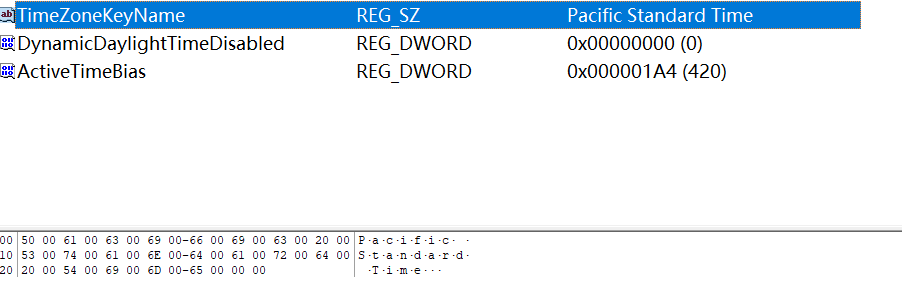 TimeZoneKeyName REG_SZ Pacific Standard Time
DynamicDaylightTimeDisabled REG_DWORD 0x00000000 (0)
ActiveTimeBias REG_DWORD 0x000001A4 (420)
00 50 00 61 00 63 00 69 00-66 00 69 00 63 00 20 00 P·a·c·i·f·i·c· ·
10 53 00 74 00 61 00 6E 00-64 00 61 00 72 00 64 00 S·t·a·n·d·a·r·d·
20 20 00 54 00 69 00 6D 00-65 00 00 00 ·T·i·m·e···